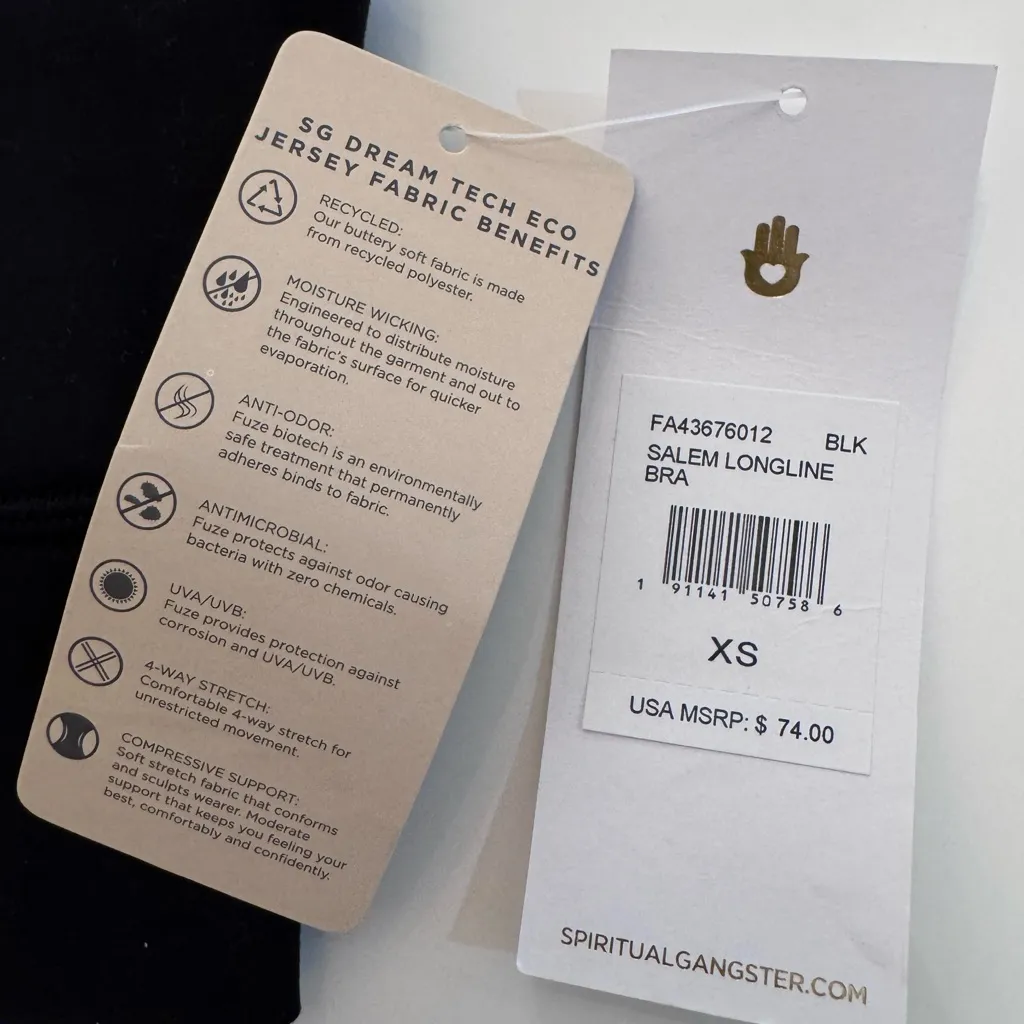 SG DREAM TECH ECO
JERSEY FABRIC BENEFITS
RECYCLED:
Our buttery soft fabric is made
from recycled polyester.
MOISTURE WICKING:
Engineered to distribute moisture
throughout the garment and out to
the fabric's surface for quicker
evaporation.
ANTI-ODOR:
Fuze biotech is an environmentally
safe treatment that permanently
adheres binds to fabric.
ANTIMICROBIAL:
Fuze protects against odor causing
bacteria with zero chemicals.
UVA/UVB:
Fuze provides protection against
corrosion and UVA/UVB.
4-WAY STRETCH:
Comfortable 4-way stretch for
unrestricted movement.
COMPRESSIVE SUPPORT:
Soft stretch fabric that conforms
and sculpts wearer. Moderate
support that keeps you feeling your
best, comfortably and confidently.
FA43676012 BLK
SALEM LONGLINE
BRA
1 91141 50758 6
XS
USA MSRP: $ 74.00
SPIRITUALGANGSTER.COM